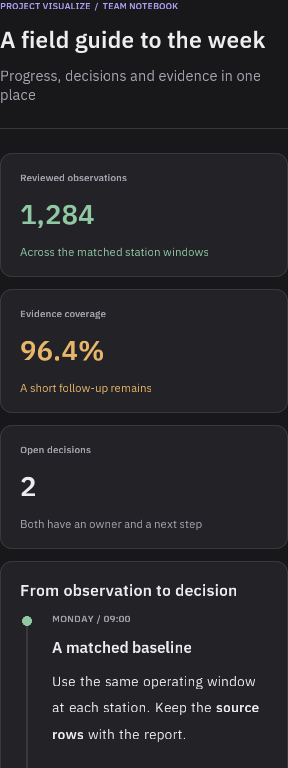 PROJECT VISUALIZE / TEAM NOTEBOOK
A field guide to the week
Progress, decisions and evidence in one
place
Reviewed observations
1,284
Across the matched station windows
Evidence coverage
96.4%
A short follow-up remains
Open decisions
2
Both have an owner and a next step
From observation to decision
MONDAY / 09:00
A matched baseline
Use the same operating window
at each station. Keep the source
rows with the report.